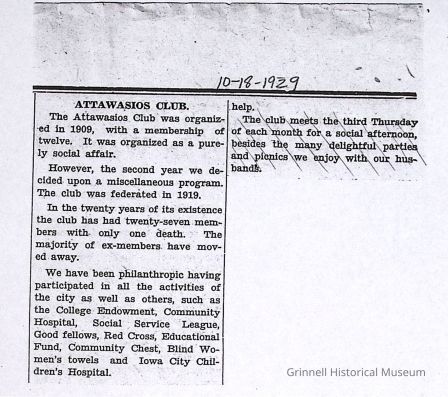 10-18-1929
ATTAWASIOS CLUB.
The Attawasios Club was organiz-
ed in 1909, with a membership of
twelve. It was organized as a pure-
ly social affair.
However, the second year we de-
cided upon a miscellaneous program.
The club was federated in 1919.
In the twenty years of its existence
the club has had twenty-seven mem-
bers with only one death. The
majority of ex-members have mov-
ed away.
We have been philanthropic having
participated in all the activities of
the city as well as others, such as
the College Endowment, Community
Hospital, Social Service League,
Good fellows, Red Cross, Educational
Fund, Community Chest, Blind Wo-
men's towels and Iowa City Chil-
dren's Hospital.
help.
The club meets the third Thursday
of each month for a social afternoon,
besides the many delightful parties
and picnics we enjoy with our hus-
bands.
Grinnell Historical Museum